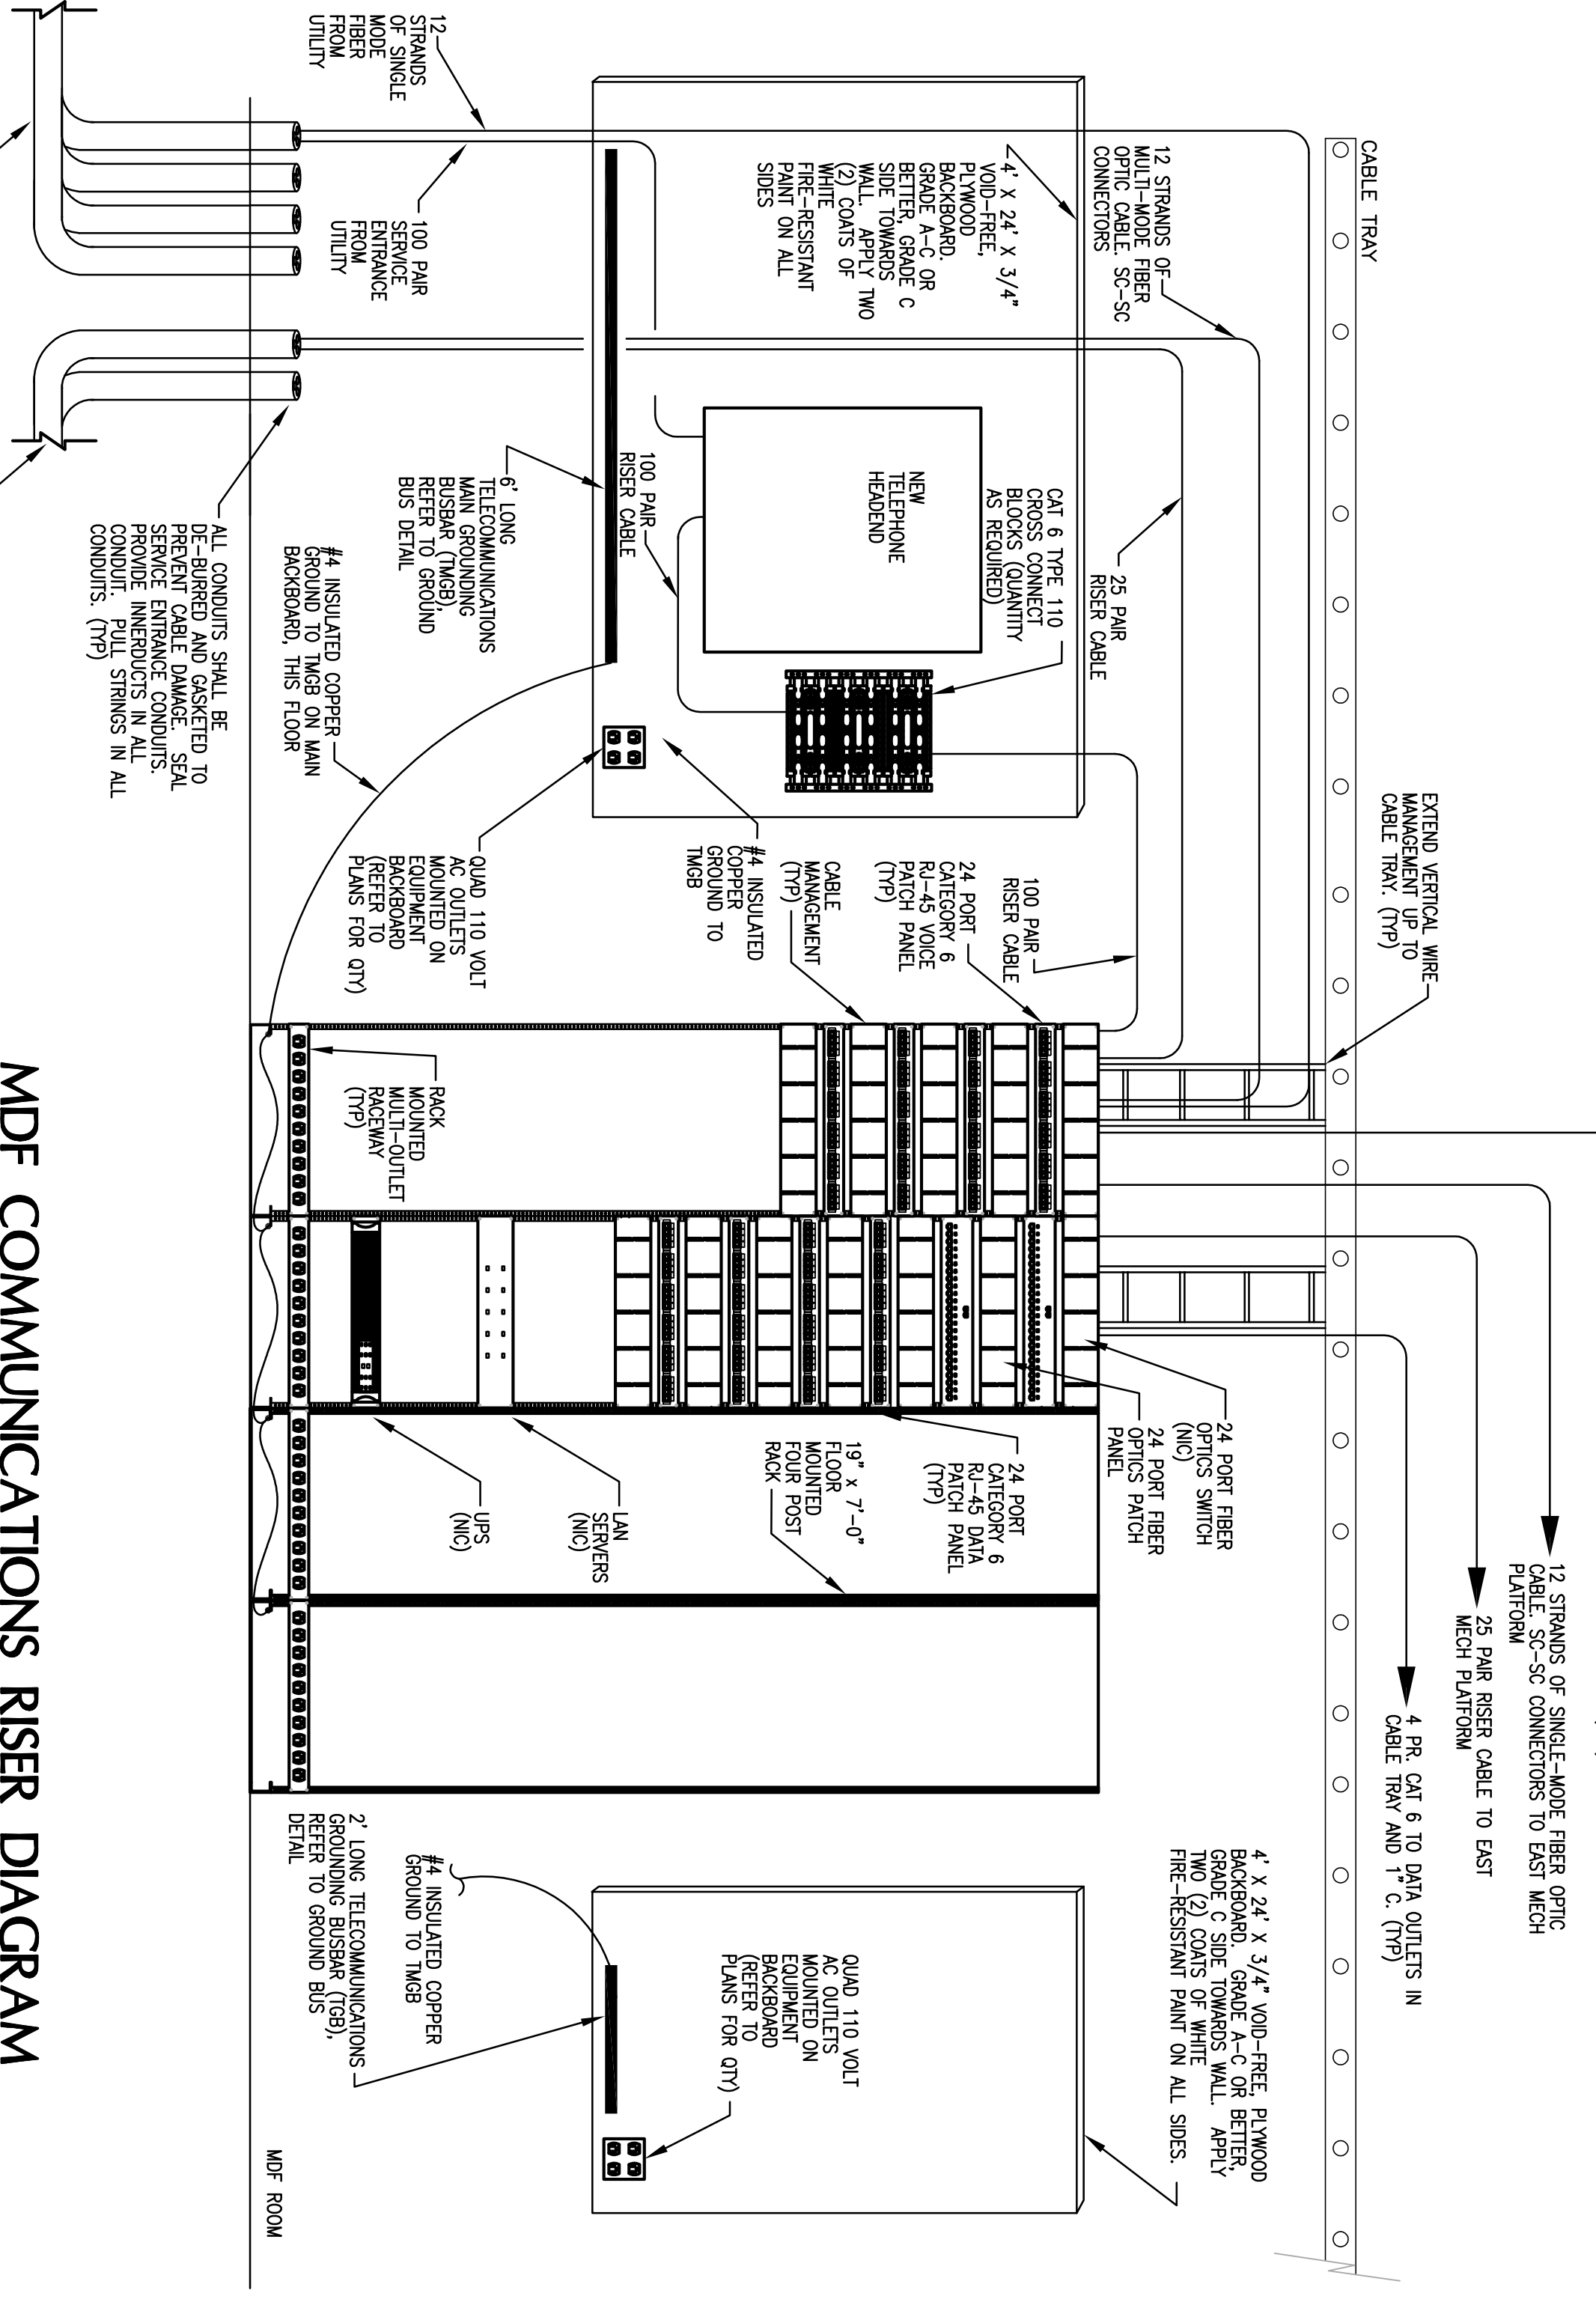 CABLE TRAY
EXTEND VERTICAL WIRE
MANAGEMENT UP TO
CABLE TRAY. (TYP)
12 STRANDS OF SINGLE-MODE FIBER OPTIC
CABLE. SC-SC CONNECTORS TO EAST MECH
PLATFORM
25 PAIR RISER CABLE TO EAST
MECH PLATFORM
4 PR. CAT 6 TO DATA OUTLETS IN
CABLE TRAY AND 1" C. (TYP)
12 STRANDS OF
MULTI-MODE FIBER
OPTIC CABLE. SC-SC
CONNECTORS
4' X 24' X 3/4"
VOID-FREE,
PLYWOOD
BACKBOARD.
GRADE A-C OR
BETTER, GRADE C
SIDE TOWARDS
WALL. APPLY TWO
(2) COATS OF
WHITE
FIRE-RESISTANT
PAINT ON ALL
SIDES
25 PAIR
RISER CABLE
CAT 6 TYPE 110
CROSS CONNECT
BLOCKS (QUANTITY
AS REQUIRED)
NEW
TELEPHONE
HEADEND
100 PAIR
RISER CABLE
100 PAIR
RISER CABLE
24 PORT
CATEGORY 6
RJ-45 VOICE
PATCH PANEL
(TYP)
CABLE
MANAGEMENT
(TYP)
#4 INSULATED
COPPER
GROUND TO
TMGB
24 PORT FIBER
OPTICS SWITCH
(NIC)
24 PORT FIBER
OPTICS PATCH
PANEL
24 PORT
CATEGORY 6
RJ-45 DATA
PATCH PANEL
(TYP)
19" x 7'-0"
FLOOR
MOUNTED
FOUR POST
RACK
LAN
SERVERS
(NIC)
UPS
(NIC)
4' X 24' X 3/4" VOID-FREE, PLYWOOD
BACKBOARD. GRADE A-C OR BETTER,
GRADE C SIDE TOWARDS WALL. APPLY
TWO (2) COATS OF WHITE
FIRE-RESISTANT PAINT ON ALL SIDES.
QUAD 110 VOLT
AC OUTLETS
MOUNTED ON
EQUIPMENT
BACKBOARD
(REFER TO
PLANS FOR QTY)
12
STRANDS
OF SINGLE
MODE
FIBER
FROM
UTILITY
100 PAIR
SERVICE
ENTRANCE
FROM
UTILITY
6' LONG
TELECOMMUNICATIONS
MAIN GROUNDING
BUSBAR (TMGB),
REFER TO GROUND
BUS DETAIL
QUAD 110 VOLT
AC OUTLETS
MOUNTED ON
EQUIPMENT
BACKBOARD
(REFER TO
PLANS FOR QTY)
RACK
MOUNTED
MULTI-OUTLET
RACEWAY
(TYP)
#4 INSULATED COPPER
GROUND TO TMGB
2' LONG TELECOMMUNICATIONS
GROUNDING BUSBAR (TGB),
REFER TO GROUND BUS
DETAIL
#4 INSULATED COPPER
GROUND TO TMGB ON MAIN
BACKBOARD, THIS FLOOR
ALL CONDUITS SHALL BE
DE-BURRED AND GASKETED TO
PREVENT CABLE DAMAGE. SEAL
SERVICE ENTRANCE CONDUITS.
PROVIDE INNERDUCTS IN ALL
CONDUIT. PULL STRINGS IN ALL
CONDUITS. (TYP)
MDF ROOM
MDF COMMUNICATIONS RISER DIAGRAM